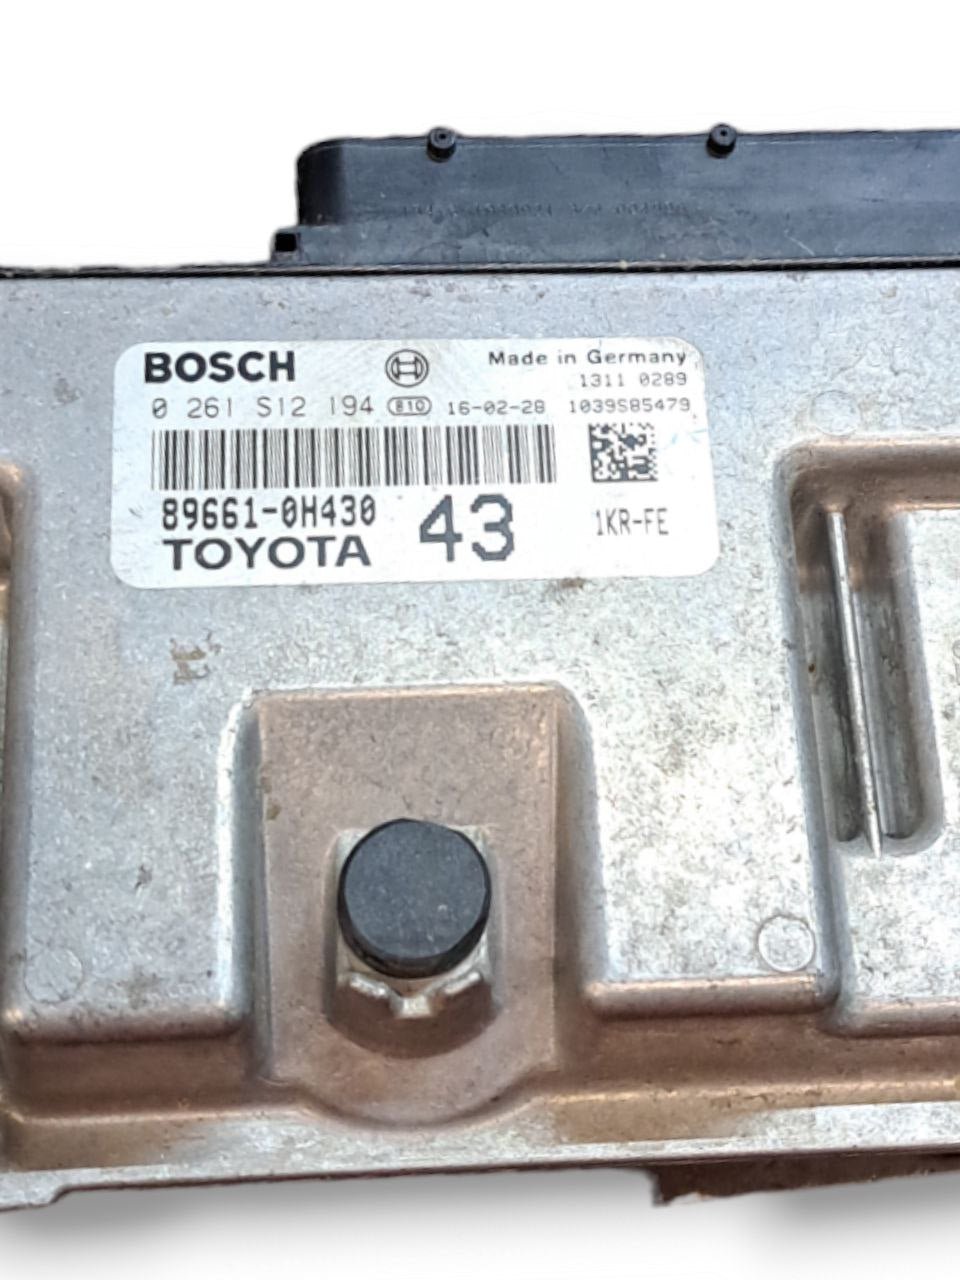 BOSCH
Made in Germany
1311 0289
0 261 S12 194 810 16-02-28 1039S85479
89661-0H430
43
1KR-FE
TOYOTA